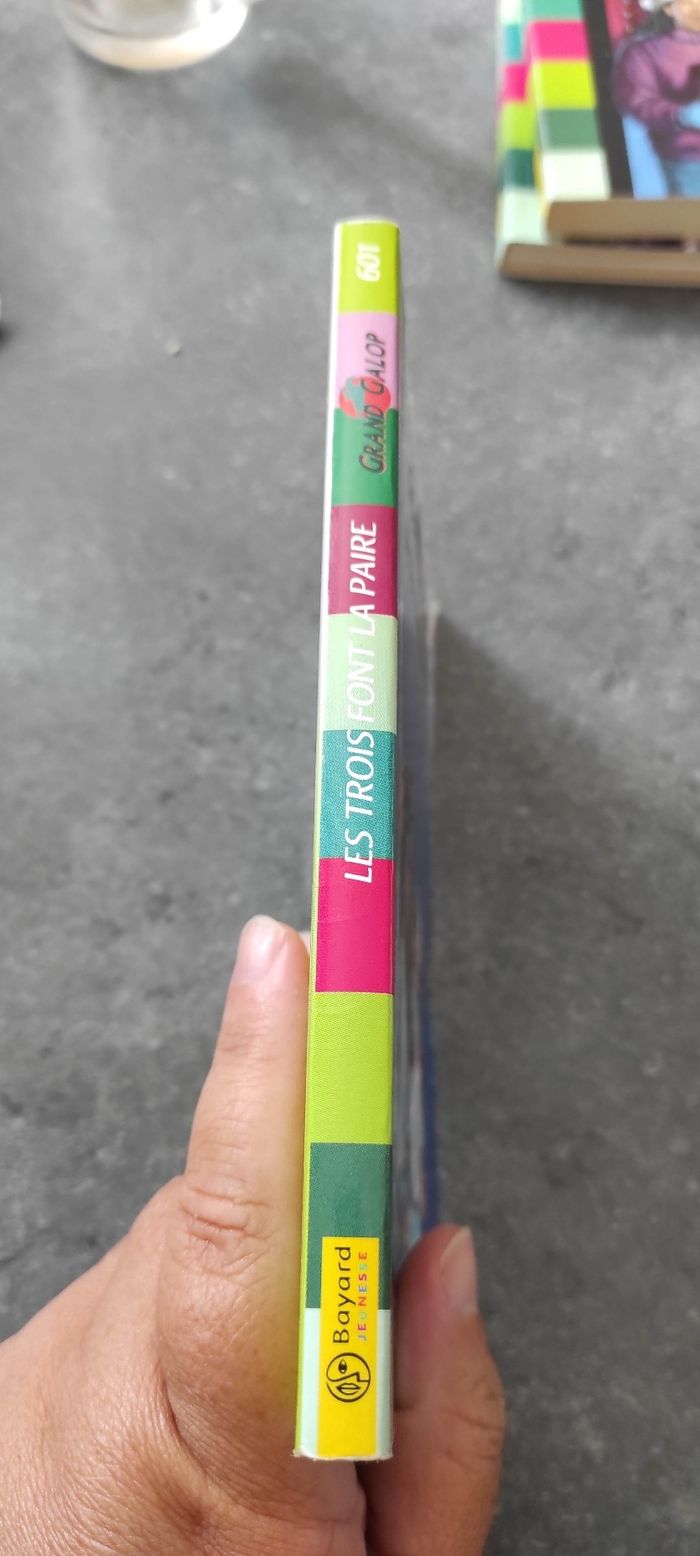 601
GRAND GALOP
LES TROIS FONT LA PAIRE
Bayard
JEUNESSE